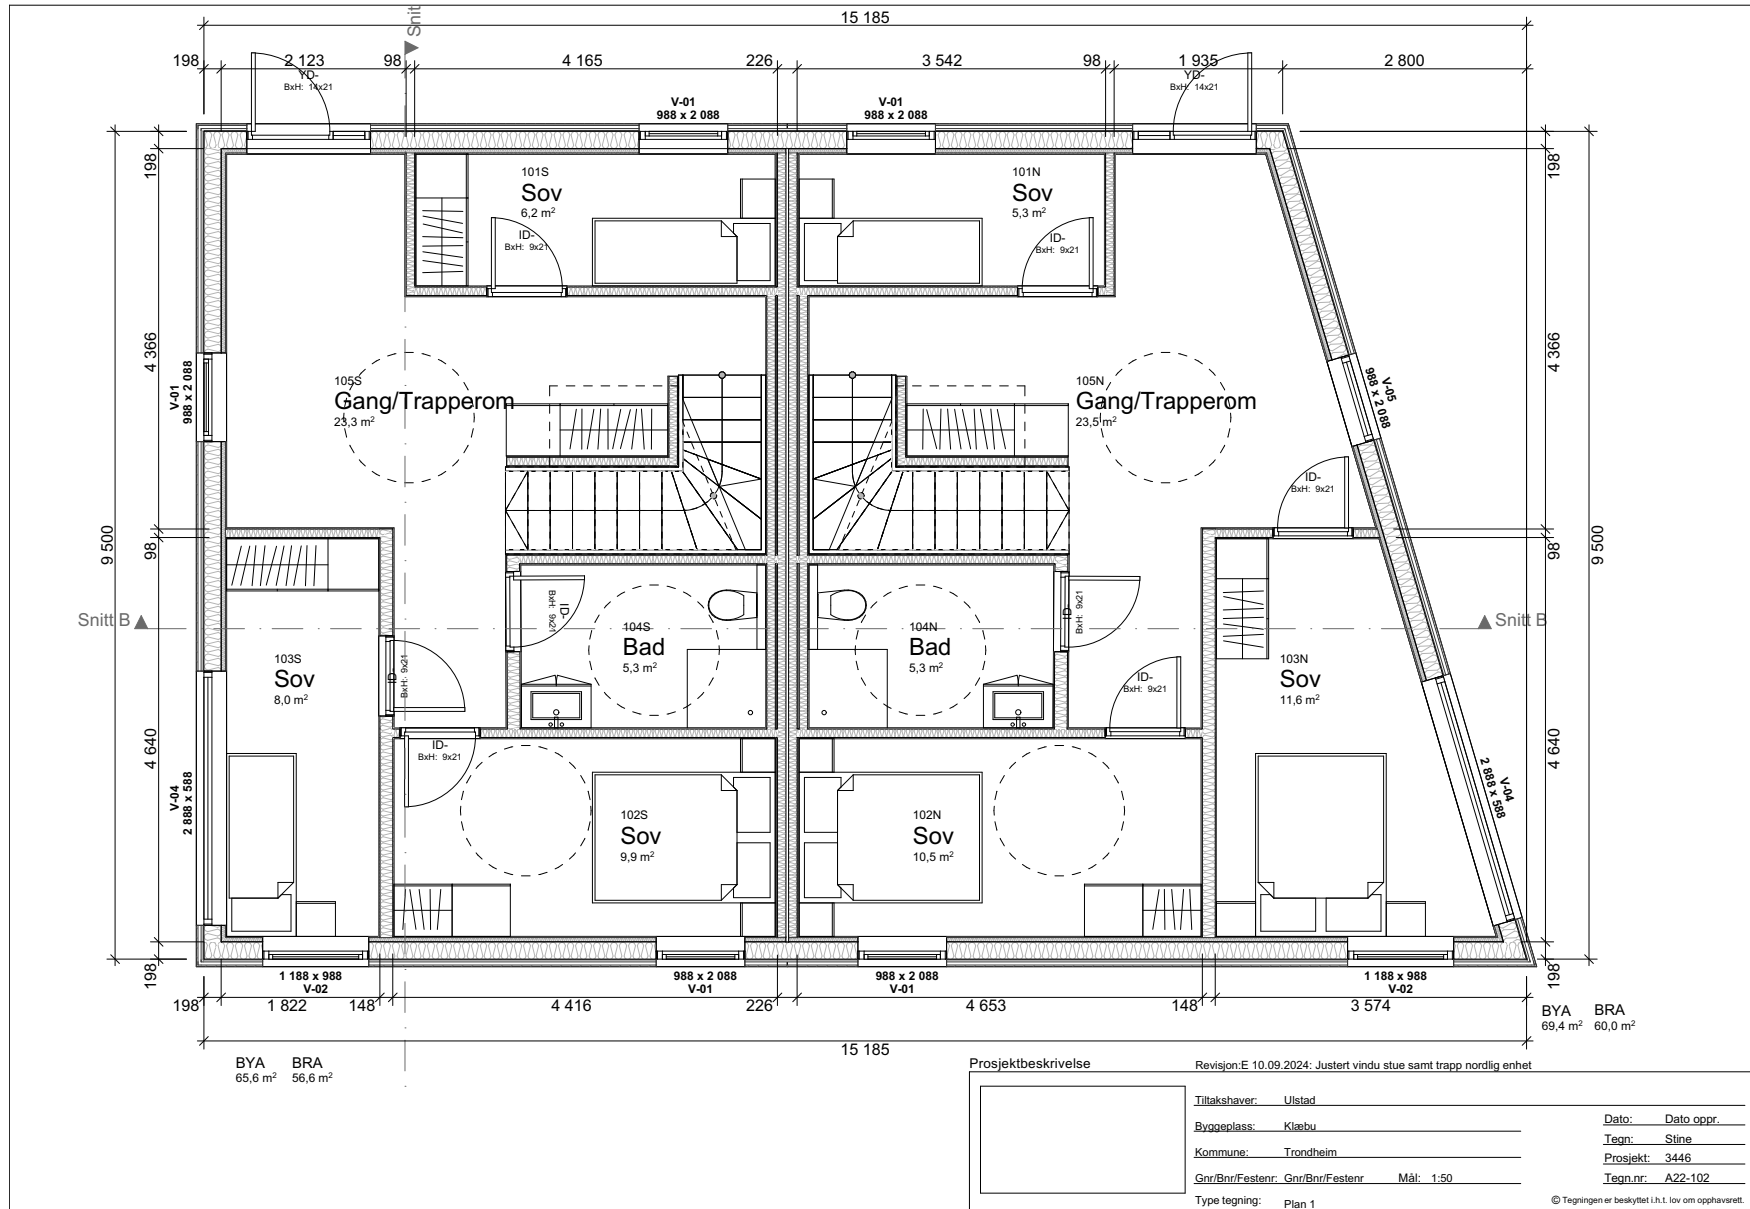 15 185
Snitt
198
2 123
98
4 165
226
3 542
98
1 935
2 800
YD-
BxH: 14x21
YD-
BxH: 14x21
V-01
988 x 2 088
V-01
988 x 2 088
198
198
101S
Sov
6,2 m²
101N
Sov
5,3 m²
ID-
BxH: 9x21
ID-
BxH: 9x21
4 366
4 366
V-01
988 x 2 088
V-05
988 x 2 088
105S
Gang/Trapperom
23,3 m²
105N
Gang/Trapperom
23,5 m²
ID-
BxH: 9x21
9 500
98
98
9 500
ID-
BxH: 9x21
ID-
BxH: 9x21
Snitt B
Snitt B
104S
Bad
5,3 m²
104N
Bad
5,3 m²
103S
Sov
8,0 m²
103N
Sov
11,6 m²
ID-
BxH: 9x21
ID-
BxH: 9x21
ID-
BxH: 9x21
4 640
4 640
V-04
2 888 x 588
V-04
2 888 x 588
102S
Sov
9,9 m²
102N
Sov
10,5 m²
198
198
1 188 x 988
V-02
988 x 2 088
V-01
988 x 2 088
V-01
1 188 x 988
V-02
198
1 822
148
4 416
226
4 653
148
3 574
15 185
BYA BRA
69,4 m² 60,0 m²
BYA BRA
65,6 m² 56,6 m²
Prosjektbeskrivelse
Revisjon:E 10.09.2024: Justert vindu stue samt trapp nordlig enhet
Tiltakshaver: Ulstad
Byggeplass: Klæbu
Kommune: Trondheim
Gnr/Bnr/Festenr: Gnr/Bnr/Festenr Mål: 1:50
Type tegning: Plan 1
Dato: Dato oppr.
Tegn: Stine
Prosjekt: 3446
Tegn.nr: A22-102
© Tegningen er beskyttet i.h.t. lov om opphavsrett.